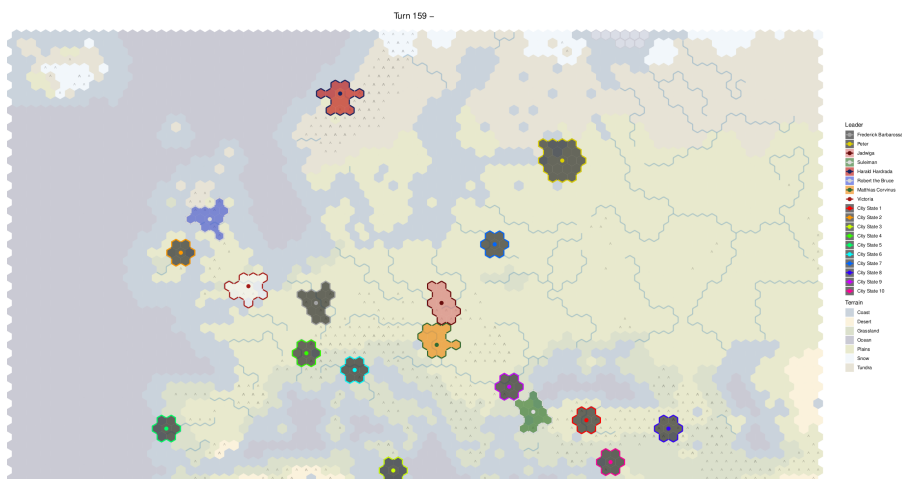 Turn 159 ~
Leader
Frederick Barbarossa
Peter
Jadwiga
Suleiman
Harald Hardrada
Robert the Bruce
Matthias Corvinus
Victoria
City State 1
City State 2
City State 3
City State 4
City State 5
City State 6
City State 7
City State 8
City State 9
City State 10
Terrain
Coast
Desert
Grassland
Ocean
Plains
Snow
Tundra